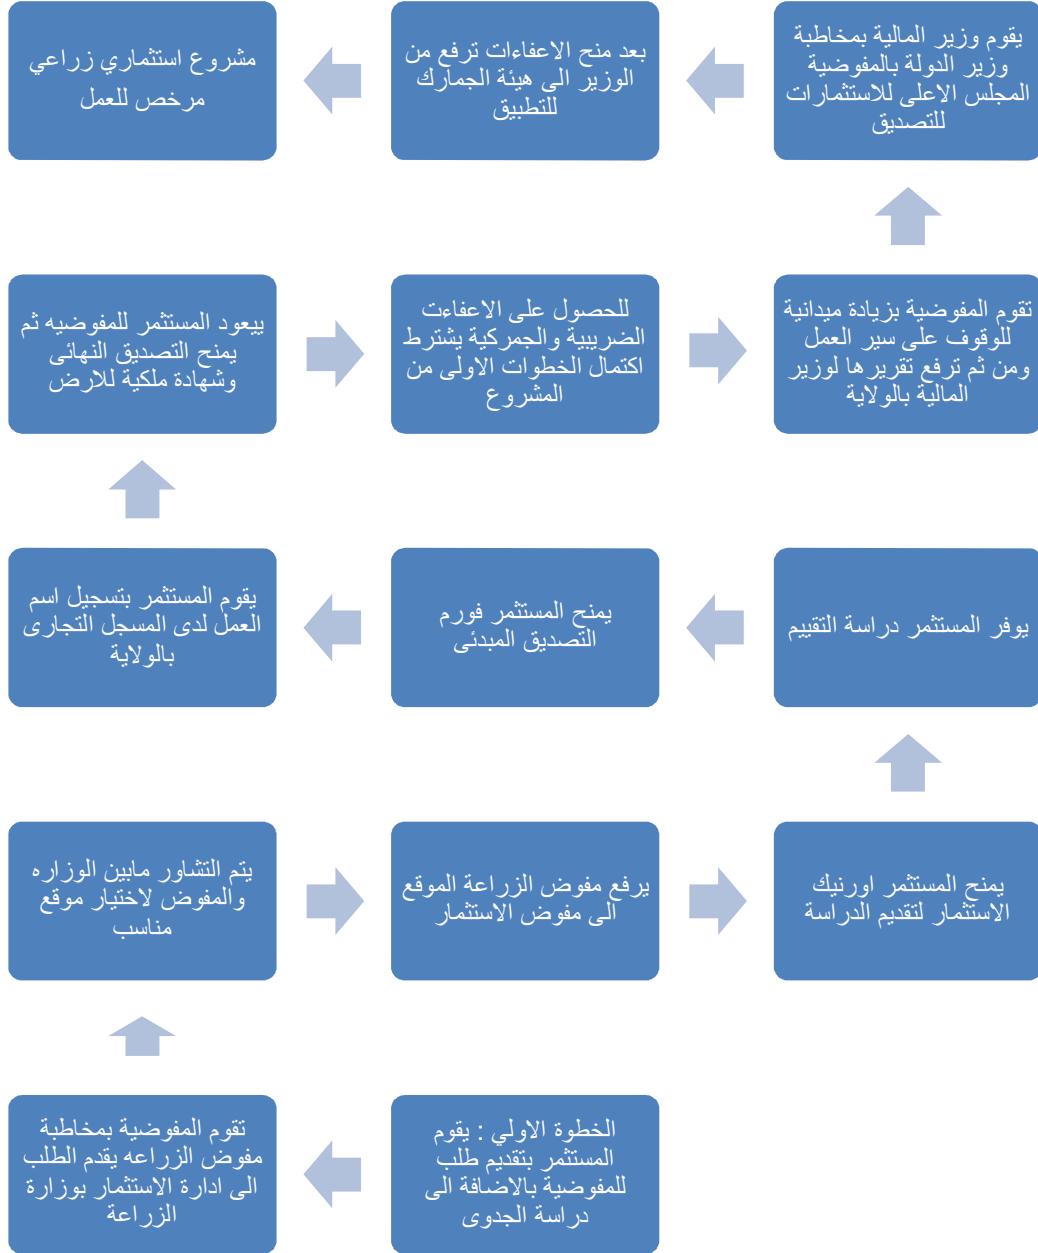 يقوم وزير المالية بمخاطبة
وزير الدولة بالمفوضية
المجلس الاعلى للاستثمارات
للتصديق
بعد منح الاعفاءات ترفع من
الوزير الى هيئة الجمارك
للتطبيق
مشروع استثماري زراعي
مرخص للعمل
تقوم المفوضية بزيادة ميدانية
للوقوف على سير العمل
ومن ثم ترفع تقريرها لوزير
المالية بالولاية
للحصول على الاعفاءت
الضريبية والجمركية يشترط
اكتمال الخطوات الاولى من
المشروع
ييعود المستثمر للمفوضيه ثم
يمنح التصديق النهائى
وشهادة ملكية للارض
يوفر المستثمر دراسة التقييم
يمنح المستثمر فورم
التصديق المبدئى
يقوم المستثمر بتسجيل اسم
العمل لدى المسجل التجارى
بالولاية
يمنح المستثمر اورنيك
الاستثمار لتقديم الدراسة
يرفع مفوض الزراعة الموقع
الى مفوض الاستثمار
يتم التشاور مابين الوزاره
والمفوض لاختيار موقع
مناسب
الخطوة الاولي : يقوم
المستثمر بتقديم طلب
للمفوضية بالاضافة الى
دراسة الجدوى
تقوم المفوضية بمخاطبة
مفوض الزراعه يقدم الطلب
الى ادارة الاستثمار بوزارة
الزراعة